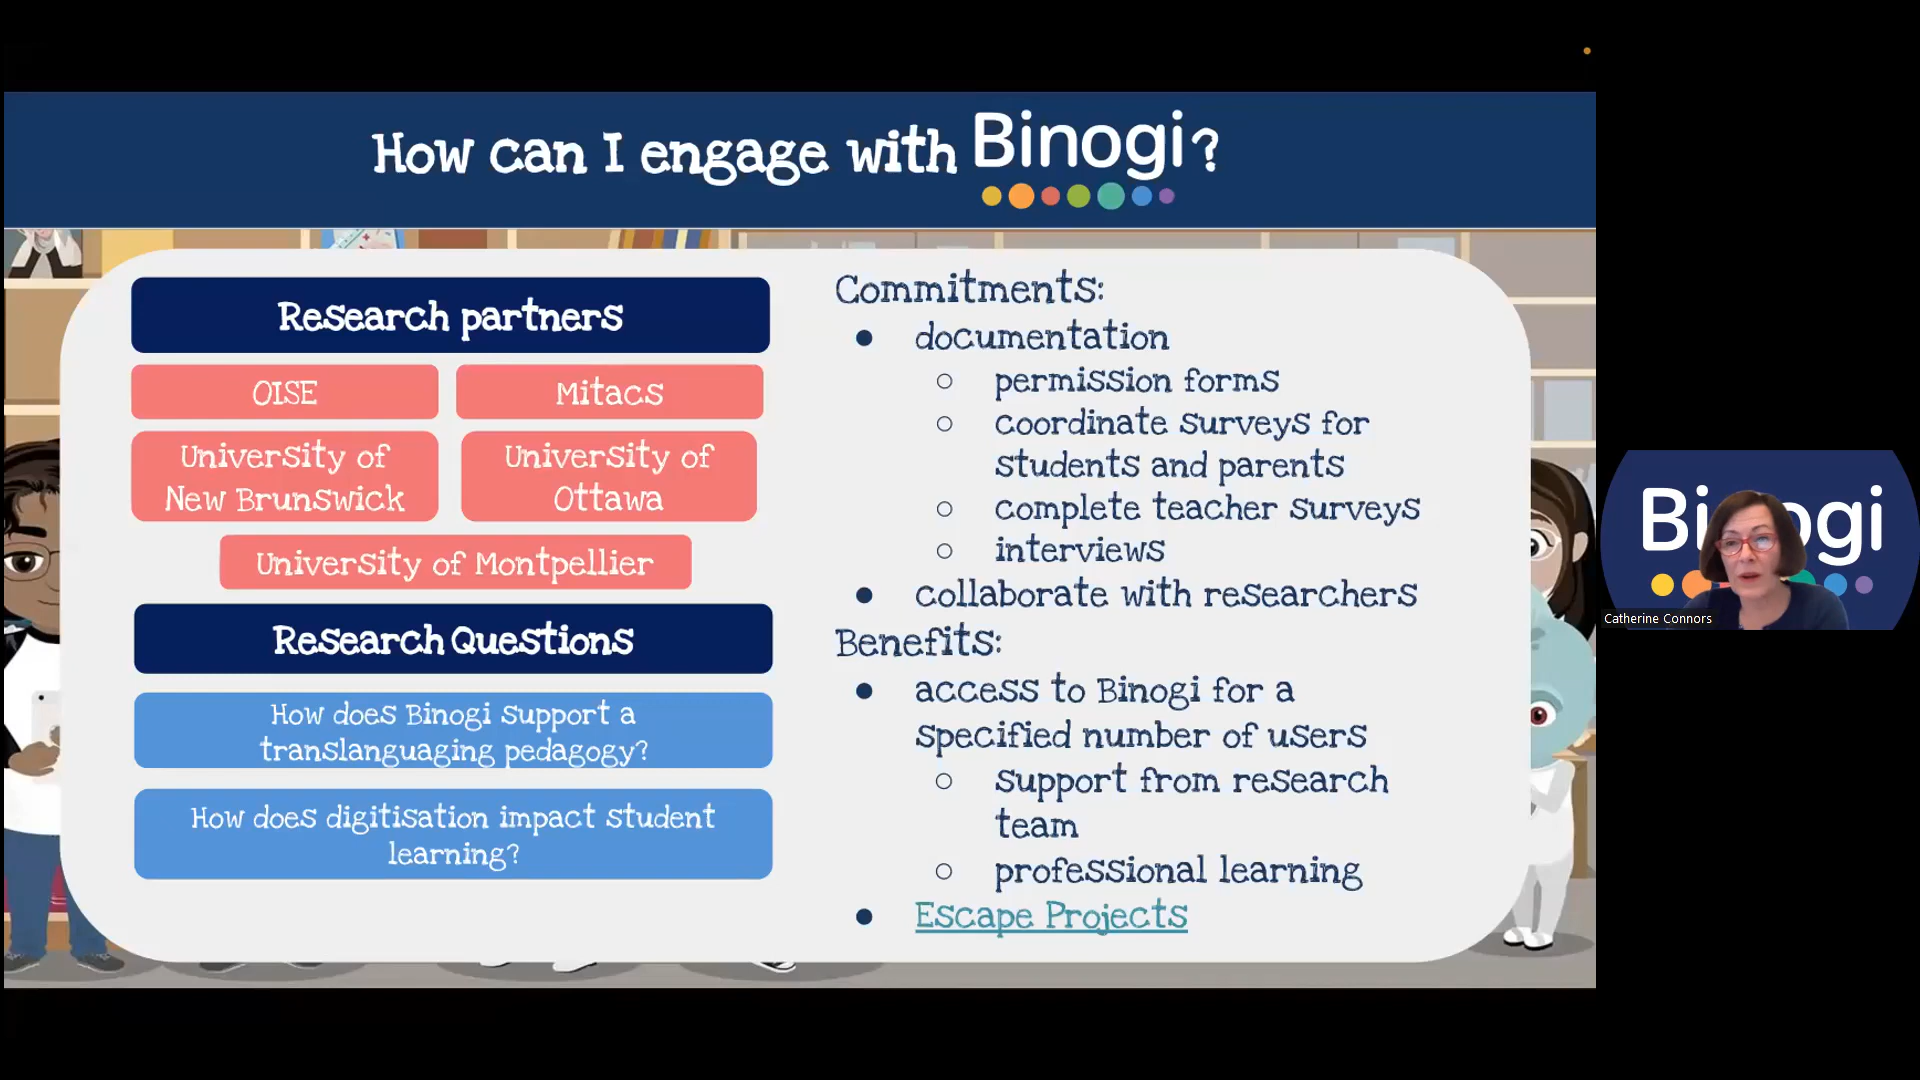 How can I engage with Binogi?
Research partners
OISE
Mitacs
University of
New Brunswick
University of
Ottawa
University of Montpellier
Research Questions
How does Binogi support a
translanguaging pedagogy?
How does digitisation impact student
learning?
Commitments:
● documentation
○ permission forms
○ coordinate surveys for
students and parents
○ complete teacher surveys
○ interviews
● collaborate with researchers
Benefits:
● access to Binogi for a
specified number of users
○ support from research
team
○ professional learning
● Escape Projects
Catherine Connors